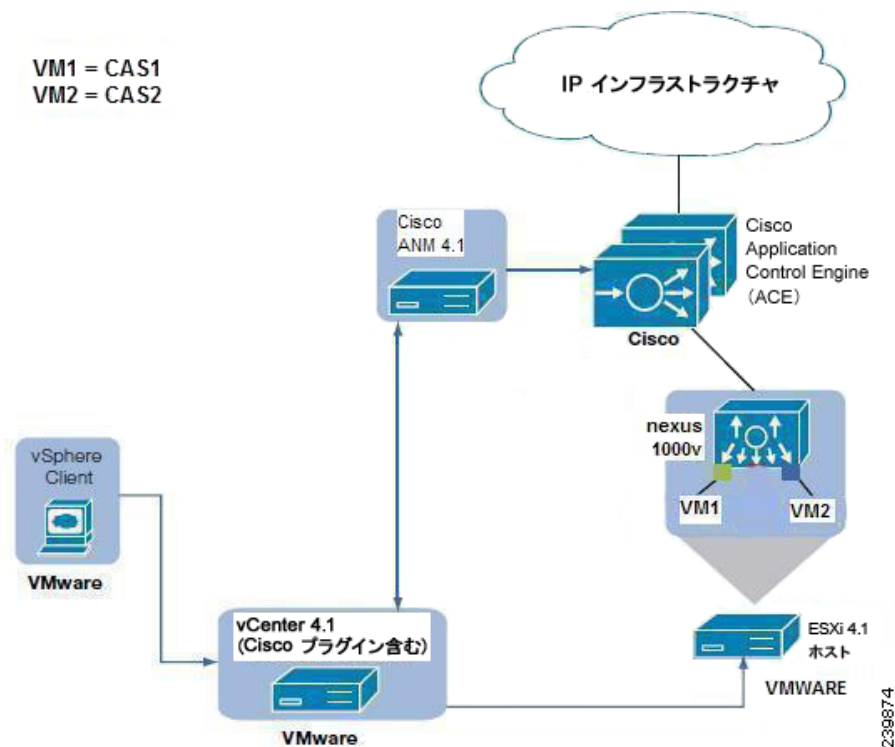 VM1 = CAS1
VM2 = CAS2
IP インフラストラクチャ
Cisco
ANM 4.1
Cisco
Application
Control Engine
（ACE）
Cisco
nexus
1000v
VM1
VM2
vSphere
Client
VMware
vCenter 4.1
(Cisco プラグイン含む)
VMware
ESXi 4.1
ホスト
VMWARE
239874